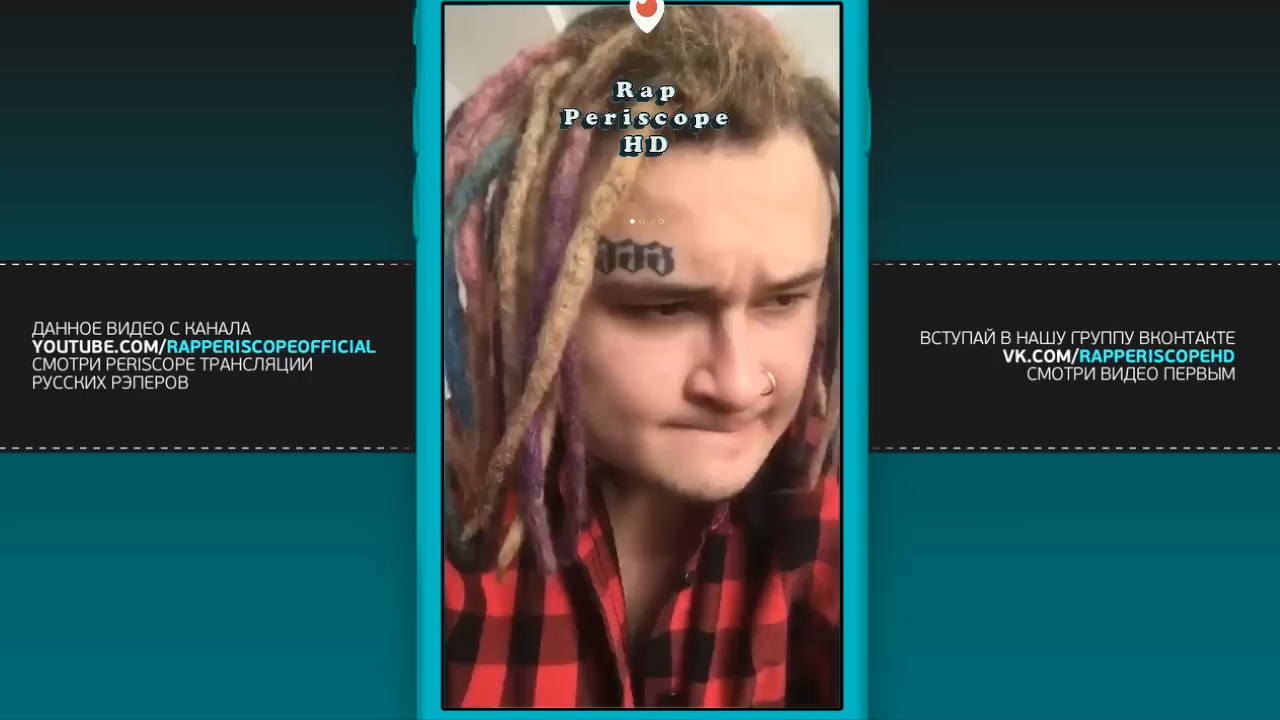 Rap
Periscope
HD
ДАННОЕ ВИДЕО С КАНАЛА
YOUTUBE.COM/RAPPERISCOPEOFFICIAL
СМОТРИ PERISCOPE ТРАНСЛЯЦИИ
РУССКИХ РЭПЕРОВ
ВСТУПАЙ В НАШУ ГРУППУ ВКОНТАКТЕ
VK.COM/RAPPERISCOPEHD
СМОТРИ ВИДЕО ПЕРВЫМ